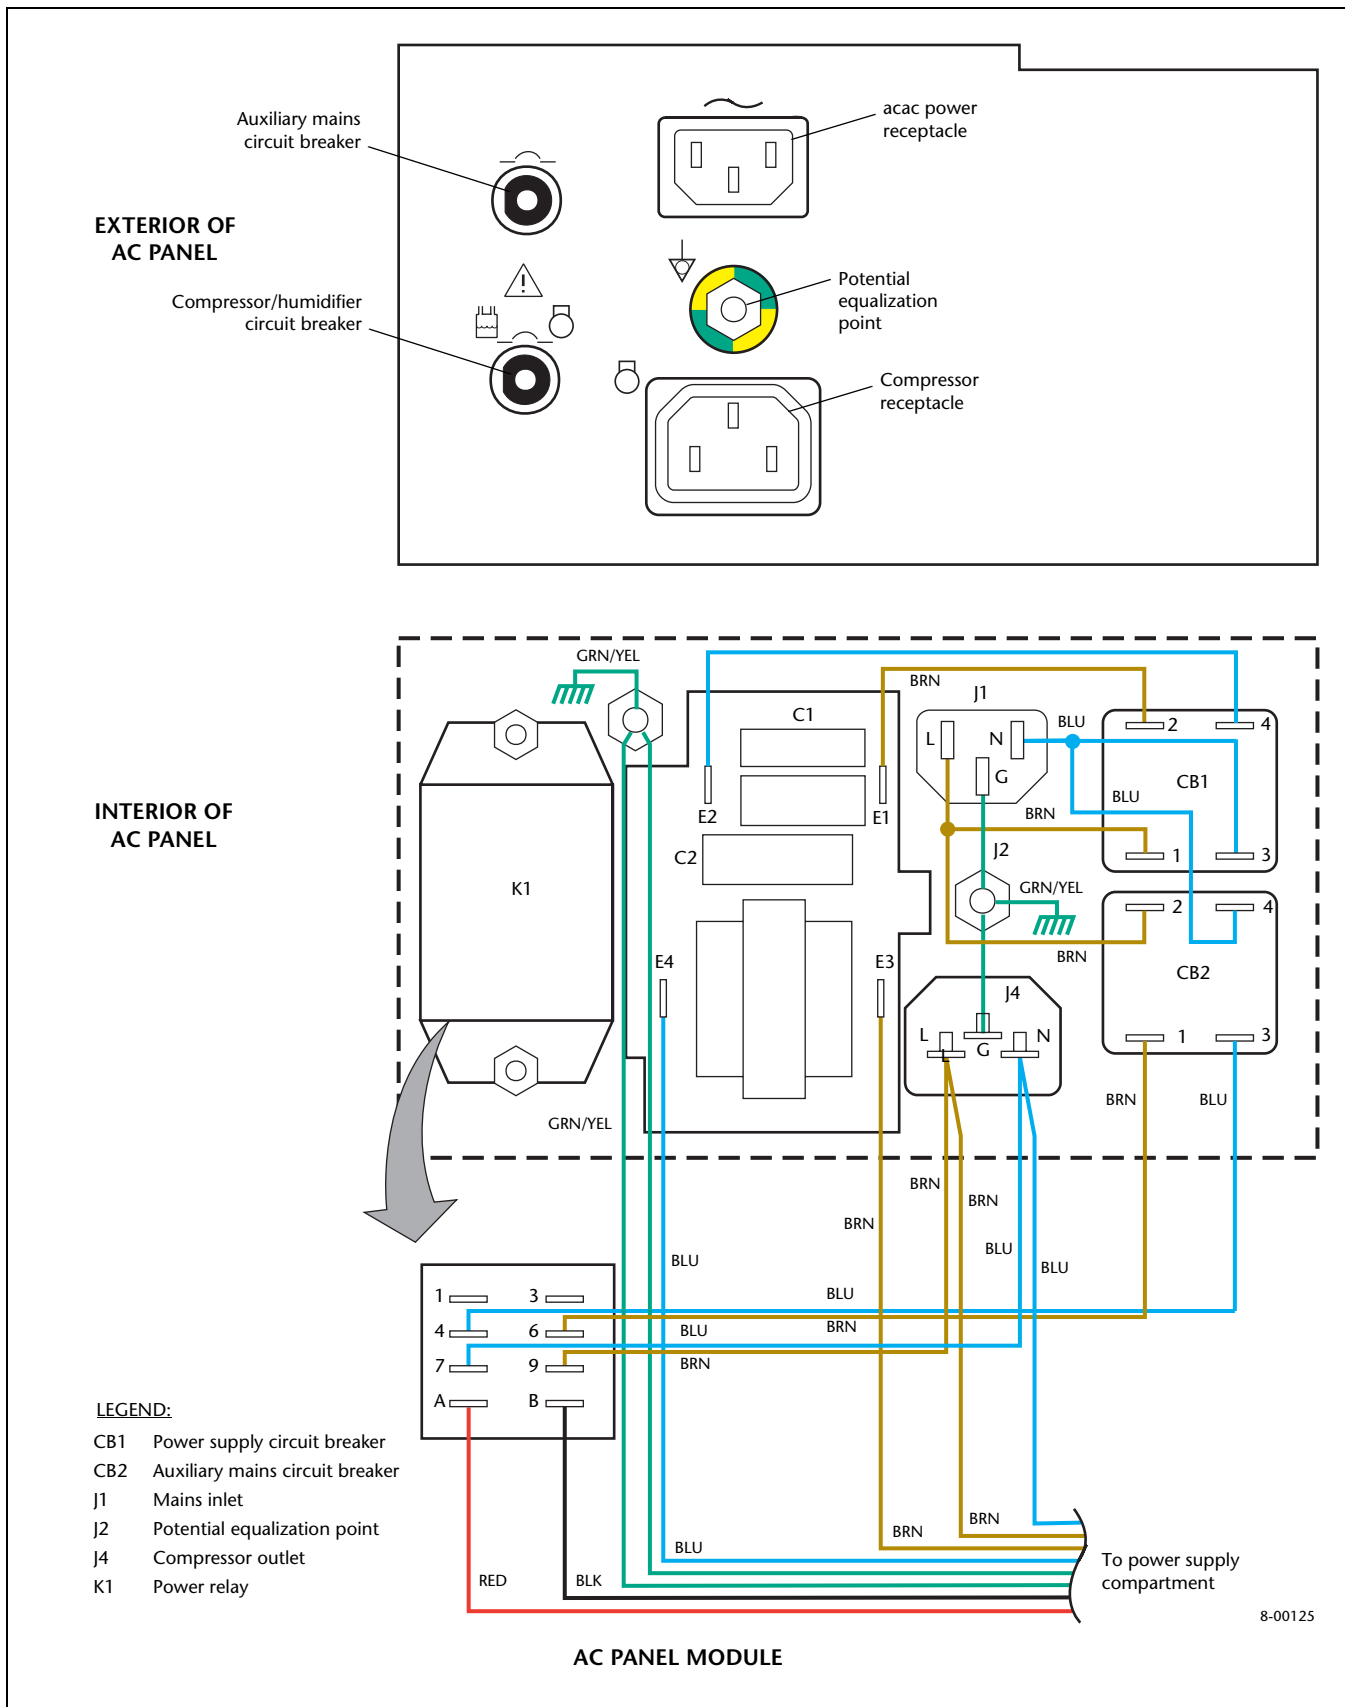 Auxiliary mains
circuit breaker
acac power
receptacle
EXTERIOR OF
AC PANEL
Potential
equalization
point
Compressor/humidifier
circuit breaker
Compressor
receptacle
GRN/YEL
BRN
J1
C1
BLU
2
4
L
N
G
CB1
BLU
INTERIOR OF
AC PANEL
E2
E1
BRN
C2
J2
1
3
K1
GRN/YEL
2
4
BRN
E4
E3
CB2
J4
L
G
N
L
1
3
GRN/YEL
BRN
BLU
BRN
BRN
BRN
BLU
BLU
BLU
1
3
BLU
4
6
BLU
BRN
7
9
BRN
A
B
LEGEND:
CB1 Power supply circuit breaker
CB2 Auxiliary mains circuit breaker
J1 Mains inlet
J2 Potential equalization point
J4 Compressor outlet
K1 Power relay
BRN
BRN
BLU
To power supply
compartment
RED
BLK
8-00125
AC PANEL MODULE